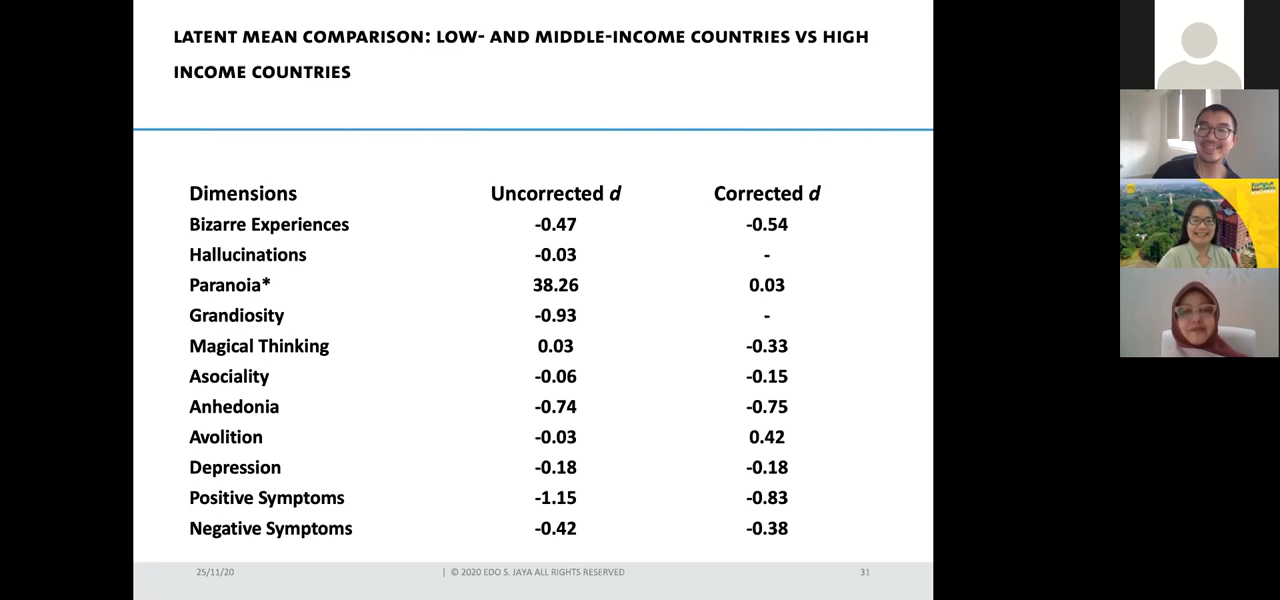 LATENT MEAN COMPARISON: LOW- AND MIDDLE-INCOME COUNTRIES VS HIGH
INCOME COUNTRIES
Dimensions Uncorrected d Corrected d
Bizarre Experiences -0.47 -0.54
Hallucinations -0.03 -
Paranoia* 38.26 0.03
Grandiosity -0.93 -
Magical Thinking 0.03 -0.33
Asociality -0.06 -0.15
Anhedonia -0.74 -0.75
Avolition -0.03 0.42
Depression -0.18 -0.18
Positive Symptoms -1.15 -0.83
Negative Symptoms -0.42 -0.38
25/11/20 | © 2020 EDO S. JAYA ALL RIGHTS RESERVED 31